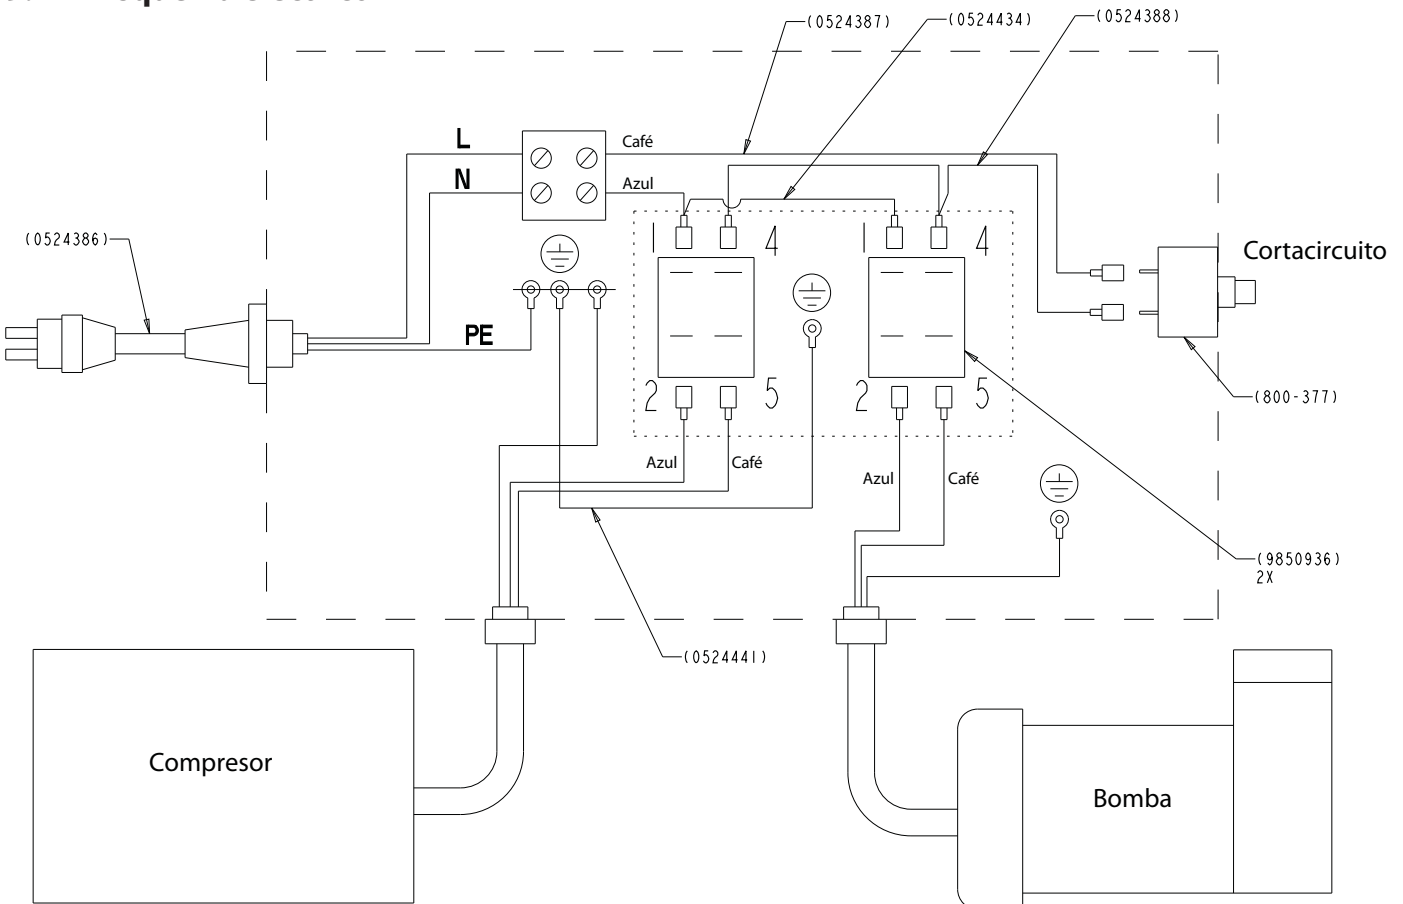 (0524387)
(0524434)
(0524388)
L
Café
N
Azul
(0524386)
1
4
1
4
Cortacircuito
PE
2
5
2
5
(800-377)
Azul
Café
Azul
Café
(9850936)
2X
(0524441)
Compresor
Bomba